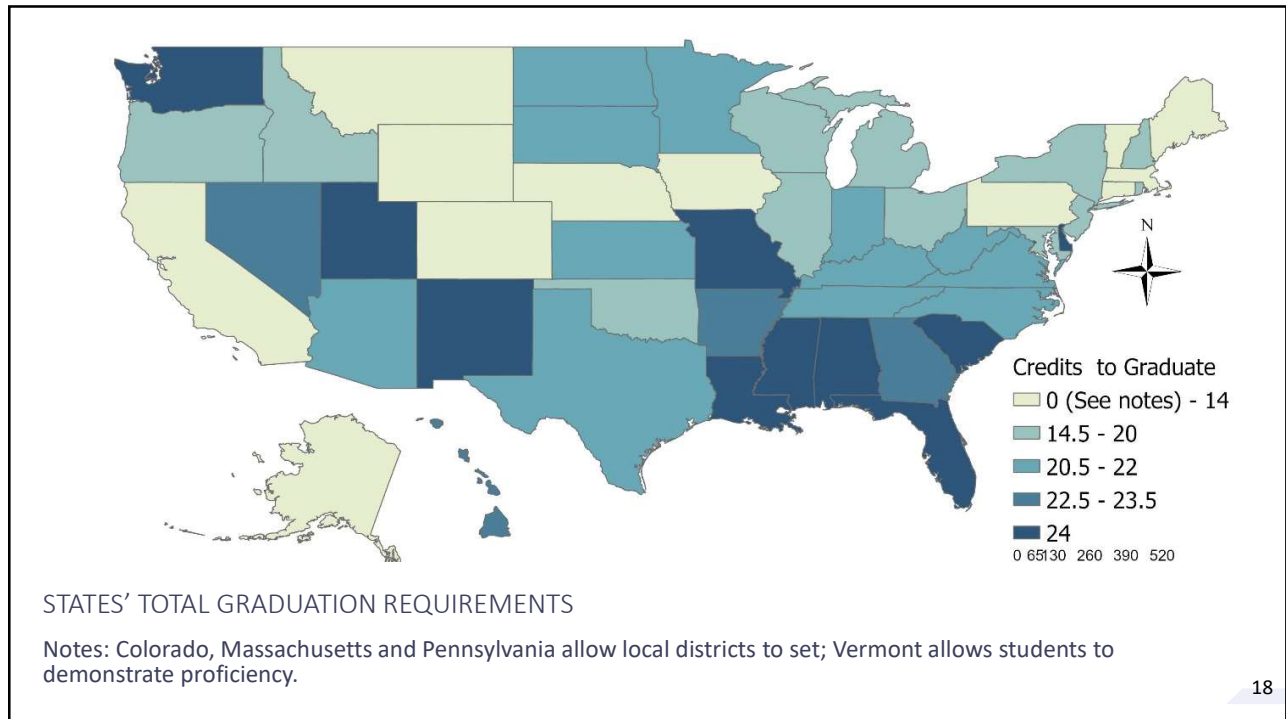 N
Credits to Graduate
0 (See notes) - 14
14.5 - 20
20.5 - 22
22.5 - 23.5
24
0 65130 260 390 520
STATES’ TOTAL GRADUATION REQUIREMENTS
Notes: Colorado, Massachusetts and Pennsylvania allow local districts to set; Vermont allows students to
demonstrate proficiency.
18